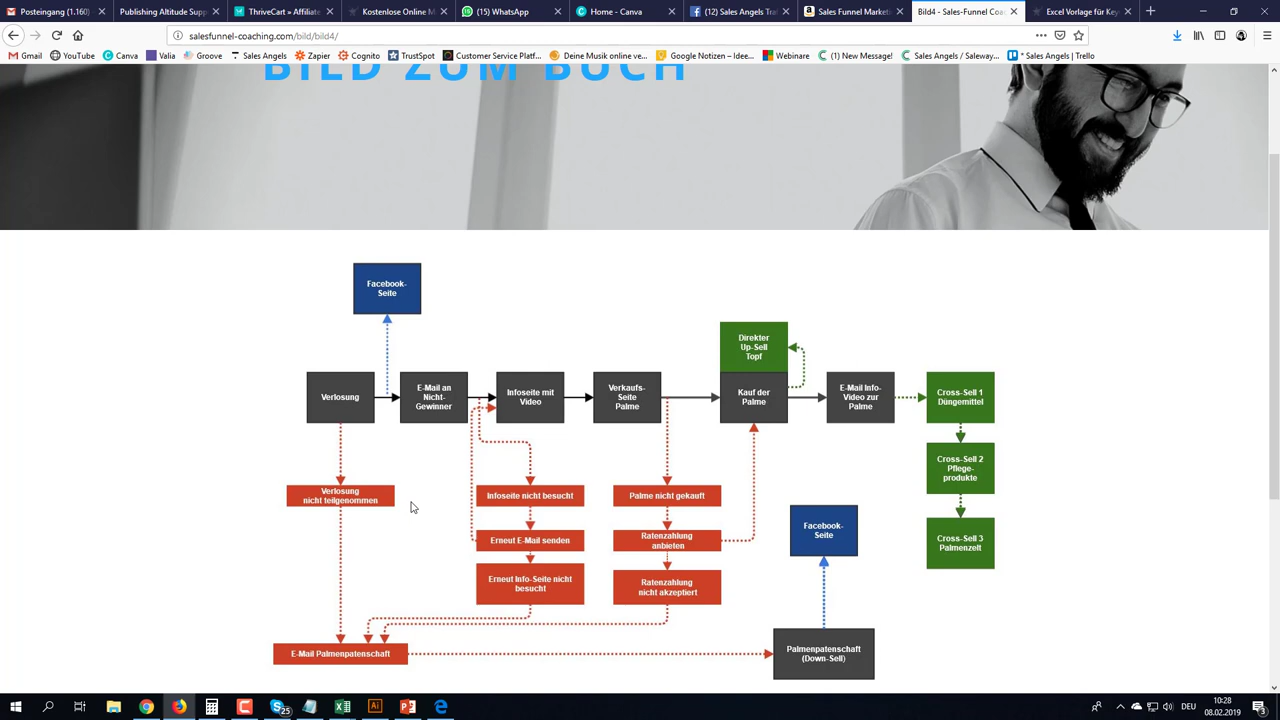 Posteingang (1.160)
Publishing Altitude Supp
ThriveCart » Affiliate
Kostenlose Online M
(15) WhatsApp
Home - Canva
(12) Sales Angels Trai
Sales Funnel Marketi
Bild4 - Sales-Funnel Coac
Excel Vorlage für Key
salesfunnel-coaching.com/bild/bild4/
Gmail
YouTube
Canva
Valia
Groove
Sales Angels
Zapier
Cognito
TrustSpot
Customer Service Platf...
Deine Musik online ve...
Google Notizen – Idee...
Webinare
(1) New Message!
Sales Angels / Saleway...
* Sales Angels | Trello
BILD ZUM BUCH
Facebook-
Seite
Direkter
Up-Sell
Topf
Verlosung
E-Mail an
Nicht-
Gewinner
Infoseite mit
Video
Verkaufs-
Seite
Palme
Kauf der
Palme
E-Mail Info-
Video zur
Palme
Cross-Sell 1
Düngemittel
Cross-Sell 2
Pflege-
produkte
Cross-Sell 3
Palmenzelt
Verlosung
nicht teilgenommen
Infoseite nicht besucht
Palme nicht gekauft
Erneut E-Mail senden
Ratenzahlung
anbieten
Erneut Info-Seite nicht
besucht
Ratenzahlung
nicht akzeptiert
Facebook-
Seite
E-Mail Palmenpatenschaft
Palmenpatenschaft
(Down-Sell)
25
10:28
08.02.2019
3